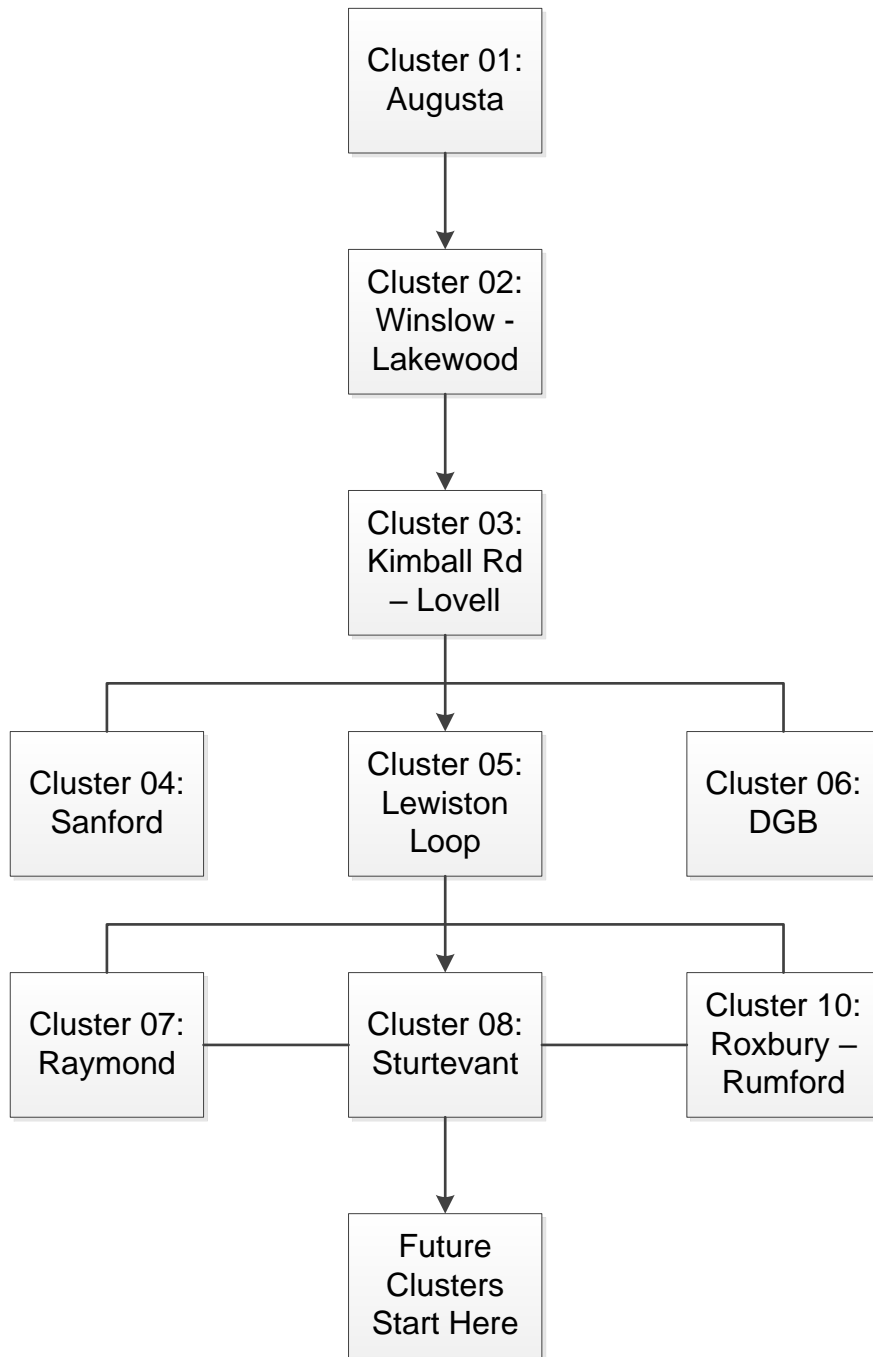 Cluster 01:
Augusta
Cluster 02:
Winslow -
Lakewood
Cluster 03:
Kimball Rd
– Lovell
Cluster 04:
Sanford
Cluster 05:
Lewiston
Loop
Cluster 06:
DGB
Cluster 07:
Raymond
Cluster 08:
Sturtevant
Cluster 10:
Roxbury –
Rumford
Future
Clusters
Start Here